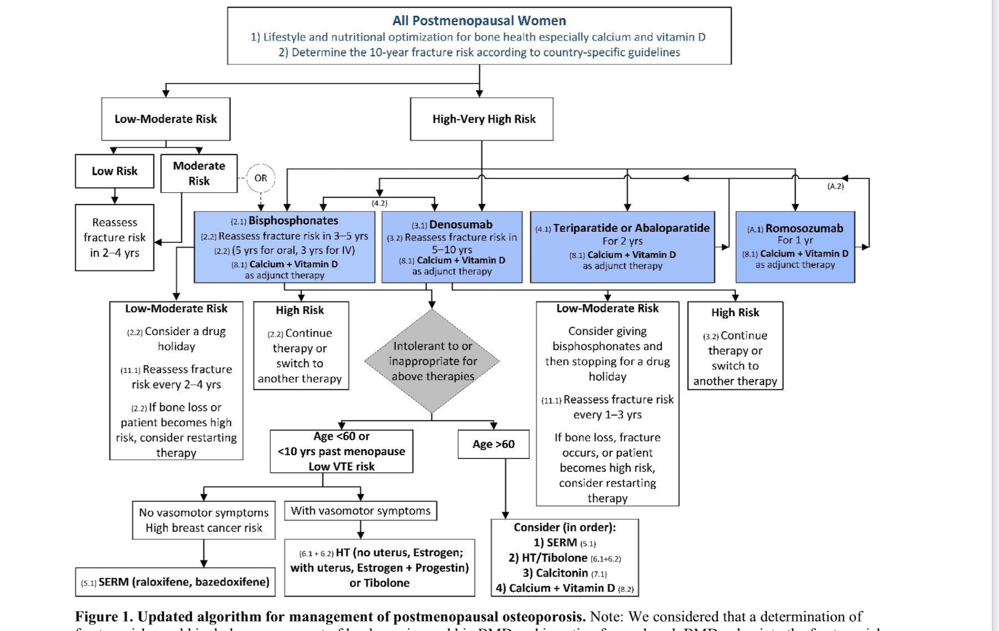 All Postmenopausal Women
1) Lifestyle and nutritional optimization for bone health especially calcium and vitamin D
2) Determine the 10-year fracture risk according to country-specific guidelines
Low-Moderate Risk
High-Very High Risk
Low Risk
Moderate
Risk
OR
(A.2)
(4.2)
Reassess
fracture risk
in 2–4 yrs
(2.1) Bisphosphonates
(2.2) Reassess fracture risk in 3–5 yrs
(2.2) (5 yrs for oral, 3 yrs for IV)
(8.1) Calcium + Vitamin D
as adjunct therapy
(3.1) Denosumab
(3.2) Reassess fracture risk in
5–10 yrs
(8.1) Calcium + Vitamin D
as adjunct therapy
(4.1) Teriparatide or Abaloparatide
For 2 yrs
(8.1) Calcium + Vitamin D
as adjunct therapy
(A.1) Romosozumab
For 1 yr
(8.1) Calcium + Vitamin D
as adjunct therapy
Low-Moderate Risk
(2.2) Consider a drug
holiday
(11.1) Reassess fracture
risk every 2–4 yrs
(2.2) If bone loss or
patient becomes high
risk, consider restarting
therapy
High Risk
(2.2) Continue
therapy or
switch to
another therapy
Intolerant to or
inappropriate for
above therapies
Low-Moderate Risk
Consider giving
bisphosphonates and
then stopping for a drug
holiday
(11.1) Reassess fracture risk
every 1–3 yrs
If bone loss, fracture
occurs, or patient
becomes high risk,
consider restarting
therapy
High Risk
(3.2) Continue
therapy or
switch to
another therapy
Age <60 or
<10 yrs past menopause
Low VTE risk
Age >60
No vasomotor symptoms
High breast cancer risk
With vasomotor symptoms
(5.1) SERM (raloxifene, bazedoxifene)
(6.1 + 6.2) HT (no uterus, Estrogen;
with uterus, Estrogen + Progestin)
or Tibolone
Consider (in order):
1) SERM (5.1)
2) HT/Tibolone (6.1+6.2)
3) Calcitonin (7.1)
4) Calcium + Vitamin D (8.2)
Figure 1. Updated algorithm for management of postmenopausal osteoporosis. Note: We considered that a determination of